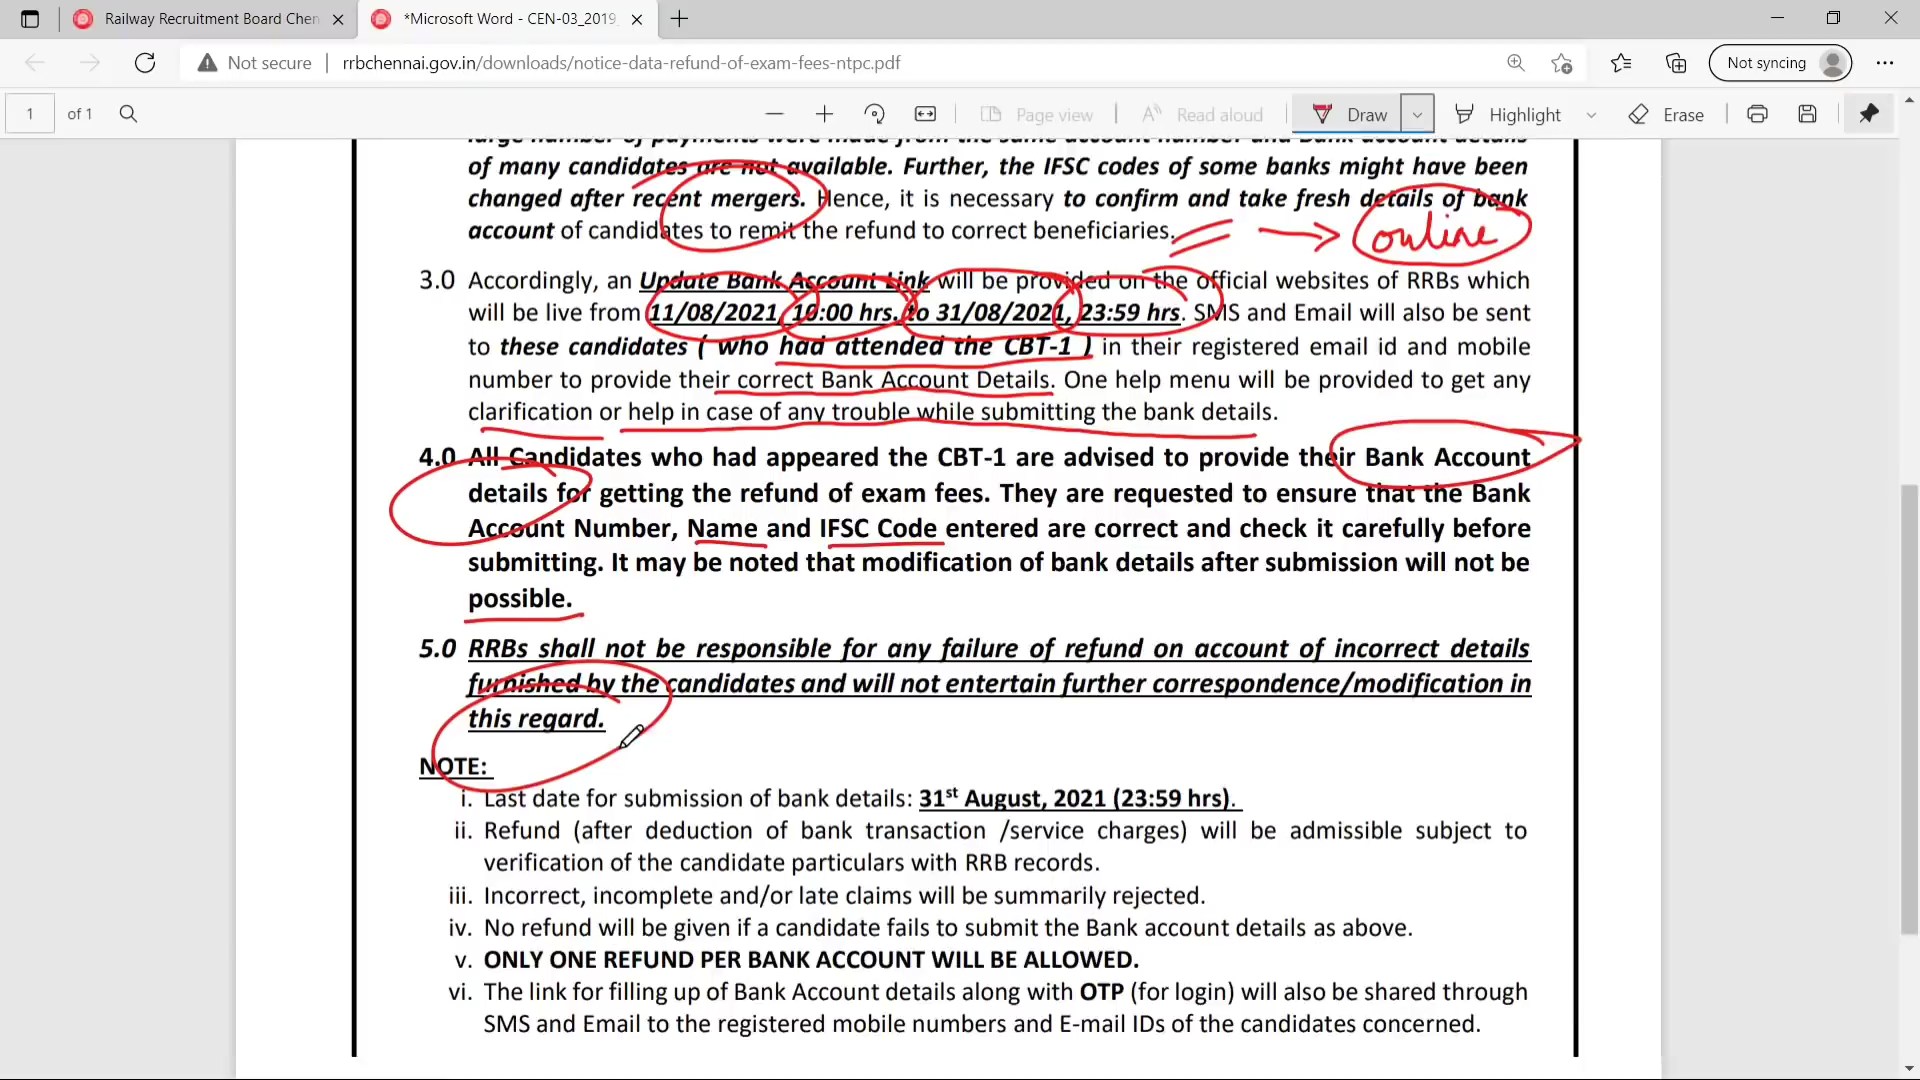 Railway Recruitment Board Chen
*Microsoft Word - CEN-03_2019_
Not secure
rrbchennai.gov.in/downloads/notice-data-refund-of-exam-fees-ntpc.pdf
Not syncing
1 of 1
Page view
Read aloud
Draw
Highlight
Erase
large number of payments were made from the same account number and Bank account details
of many candidates are not available. Further, the IFSC codes of some banks might have been
changed after recent mergers. Hence, it is necessary to confirm and take fresh details of bank
account of candidates to remit the refund to correct beneficiaries.
online
3.0 Accordingly, an Update Bank Account Link will be provided on the official websites of RRBs which
will be live from 11/08/2021, 10:00 hrs. to 31/08/2021, 23:59 hrs. SMS and Email will also be sent
to these candidates ( who had attended the CBT-1 ) in their registered email id and mobile
number to provide their correct Bank Account Details. One help menu will be provided to get any
clarification or help in case of any trouble while submitting the bank details.
4.0 All Candidates who had appeared the CBT-1 are advised to provide their Bank Account
details for getting the refund of exam fees. They are requested to ensure that the Bank
Account Number, Name and IFSC Code entered are correct and check it carefully before
submitting. It may be noted that modification of bank details after submission will not be
possible.
5.0 RRBs shall not be responsible for any failure of refund on account of incorrect details
furnished by the candidates and will not entertain further correspondence/modification in
this regard.
NOTE:
i. Last date for submission of bank details: 31st August, 2021 (23:59 hrs).
ii. Refund (after deduction of bank transaction /service charges) will be admissible subject to
verification of the candidate particulars with RRB records.
iii. Incorrect, incomplete and/or late claims will be summarily rejected.
iv. No refund will be given if a candidate fails to submit the Bank account details as above.
v. ONLY ONE REFUND PER BANK ACCOUNT WILL BE ALLOWED.
vi. The link for filling up of Bank Account details along with OTP (for login) will also be shared through
SMS and Email to the registered mobile numbers and E-mail IDs of the candidates concerned.